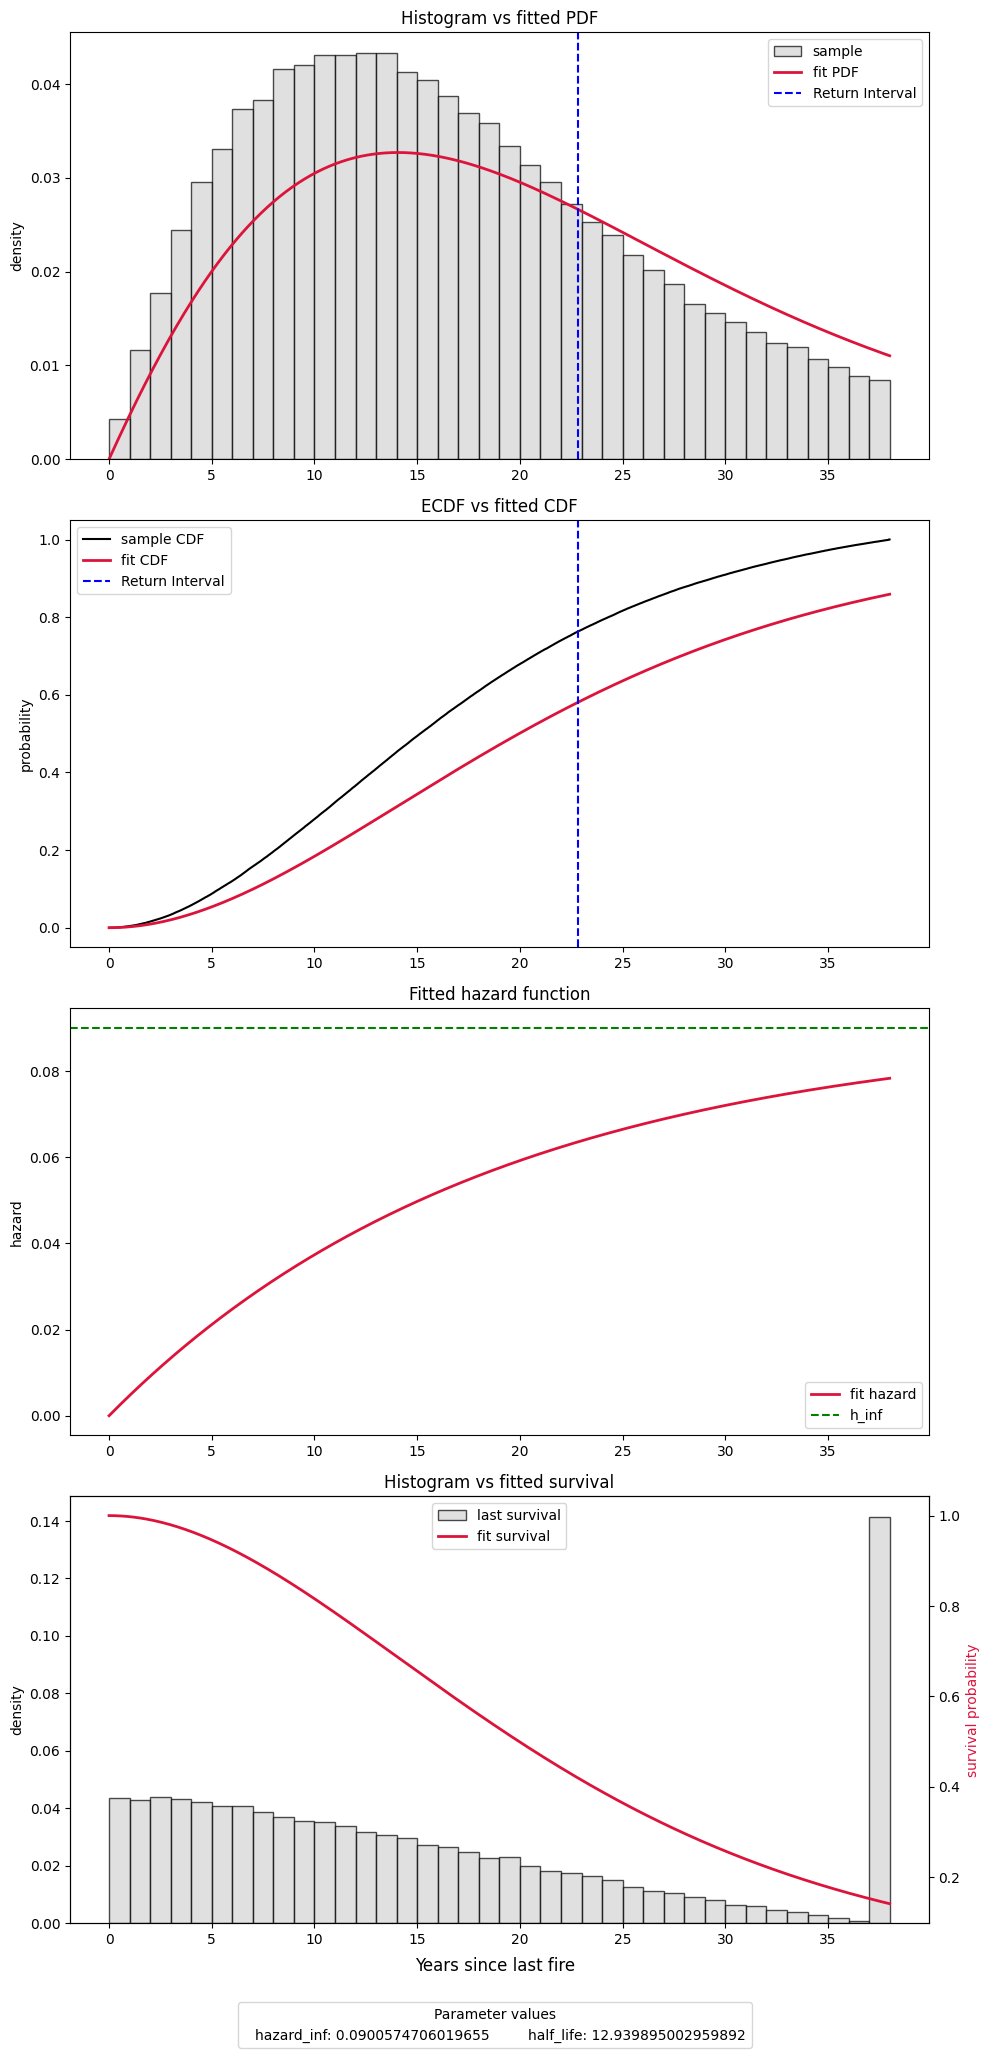 Histogram vs fitted PDF
sample
fit PDF
Return Interval
density
0.04
0.03
0.02
0.01
0.00
0 5 10 15 20 25 30 35
ECDF vs fitted CDF
sample CDF
fit CDF
Return Interval
probability
1.0
0.8
0.6
0.4
0.2
0.0
0 5 10 15 20 25 30 35
Fitted hazard function
hazard
0.08
0.06
0.04
0.02
0.00
fit hazard
h_inf
0 5 10 15 20 25 30 35
Histogram vs fitted survival
last survival
fit survival
density
0.14
0.12
0.10
0.08
0.06
0.04
0.02
0.00
1.0
0.8
0.6
0.4
0.2
survival probability
0 5 10 15 20 25 30 35
Years since last fire
Parameter values
hazard_inf: 0.0900574706019655 half_life: 12.939895002959892